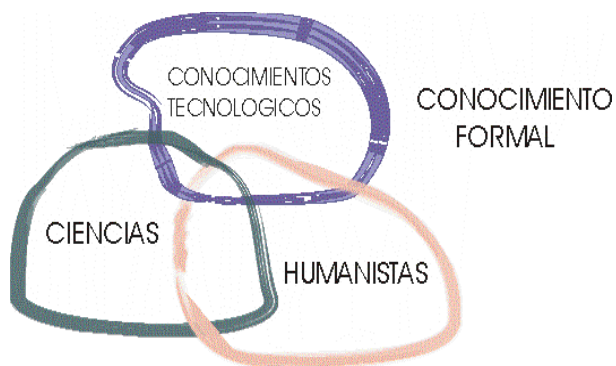 CONOCIMIENTOS
TECNOLOGICOS
CONOCIMIENTO
FORMAL
CIENCIAS
HUMANISTAS